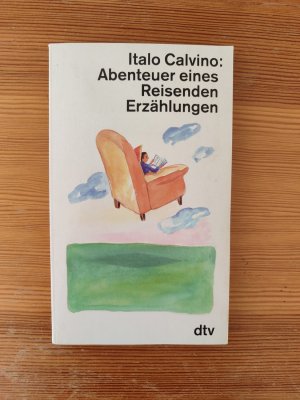 Italo Calvino:
Abenteuer eines
Reisenden
Erzählungen
dtv